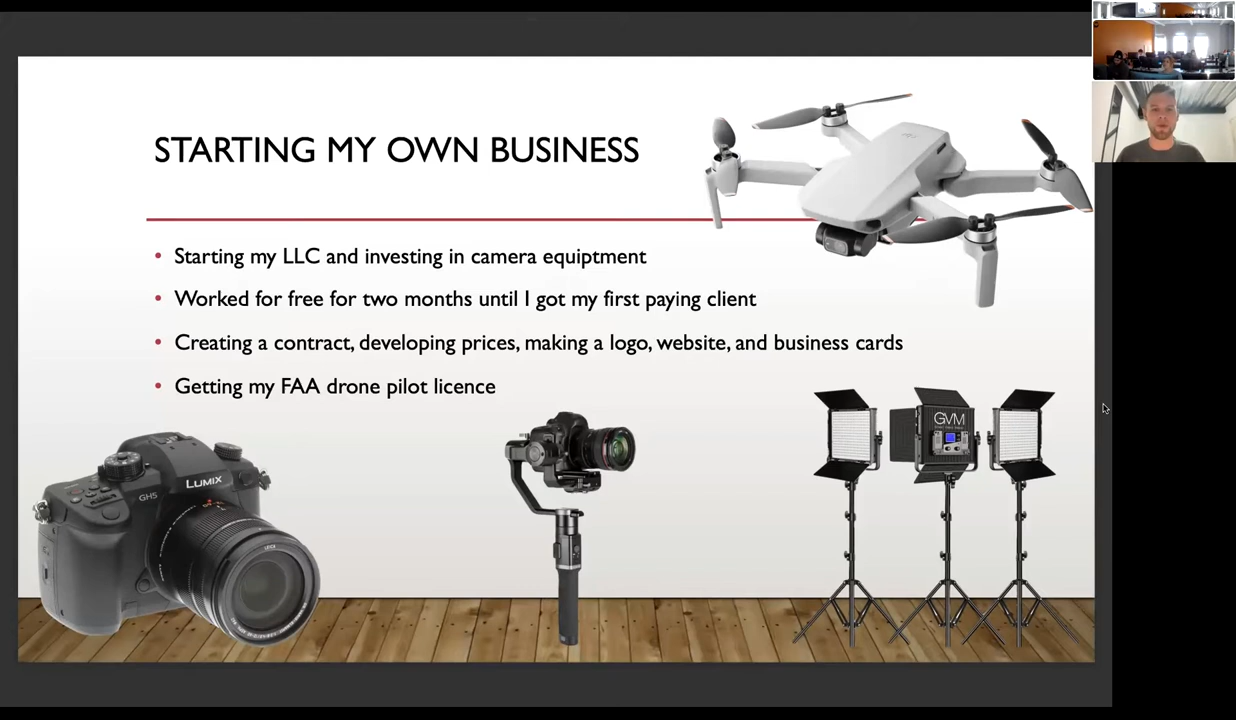 STARTING MY OWN BUSINESS
Starting my LLC and investing in camera equiptment
Worked for free for two months until I got my first paying client
Creating a contract, developing prices, making a logo, website, and business cards
Getting my FAA drone pilot licence
LUMIX
GH5
GVM
LEICA